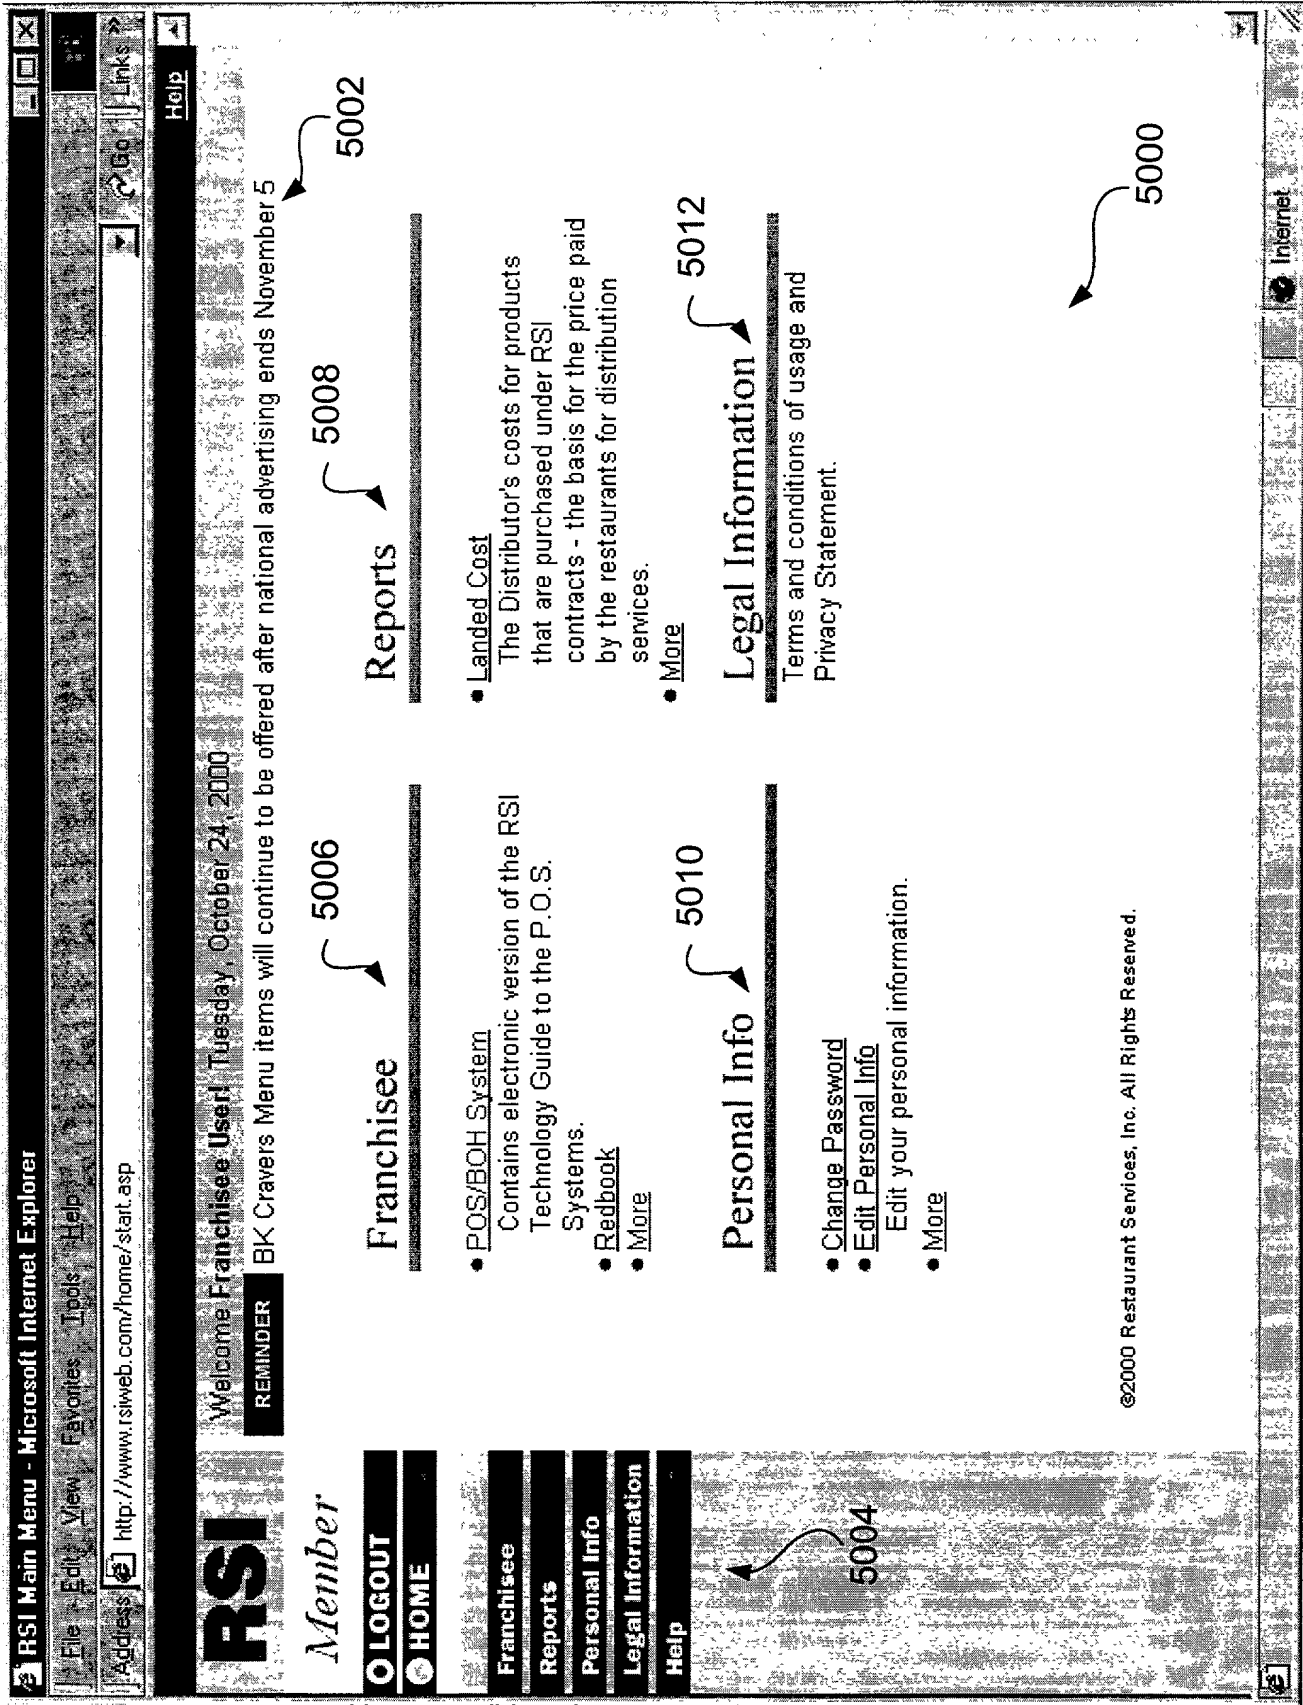 RSI Main Menu - Microsoft Internet Explorer
File Edit View Favorites Tools Help
Address http://www.rsiweb.com/home/start.asp Go Links »
Help
RSI
Welcome Franchisee User! Tuesday, October 24, 2000
REMINDER BK Cravers Menu items will continue to be offered after national advertising ends November 5
5002
Member
LOGOUT
HOME
Franchisee
Reports
Personal Info
Legal Information
Help
5004
Franchisee
5006
• POS/BOH System
Contains electronic version of the RSI
Technology Guide to the P.O.S.
Systems.
• Redbook
• More
Reports
5008
• Landed Cost
The Distributor's costs for products
that are purchased under RSI
contracts - the basis for the price paid
by the restaurants for distribution
services.
• More
Personal Info
5010
• Change Password
• Edit Personal Info
Edit your personal information.
• More
Legal Information
5012
Terms and conditions of usage and
Privacy Statement.
5000
©2000 Restaurant Services, Inc. All Rights Reserved.
Internet